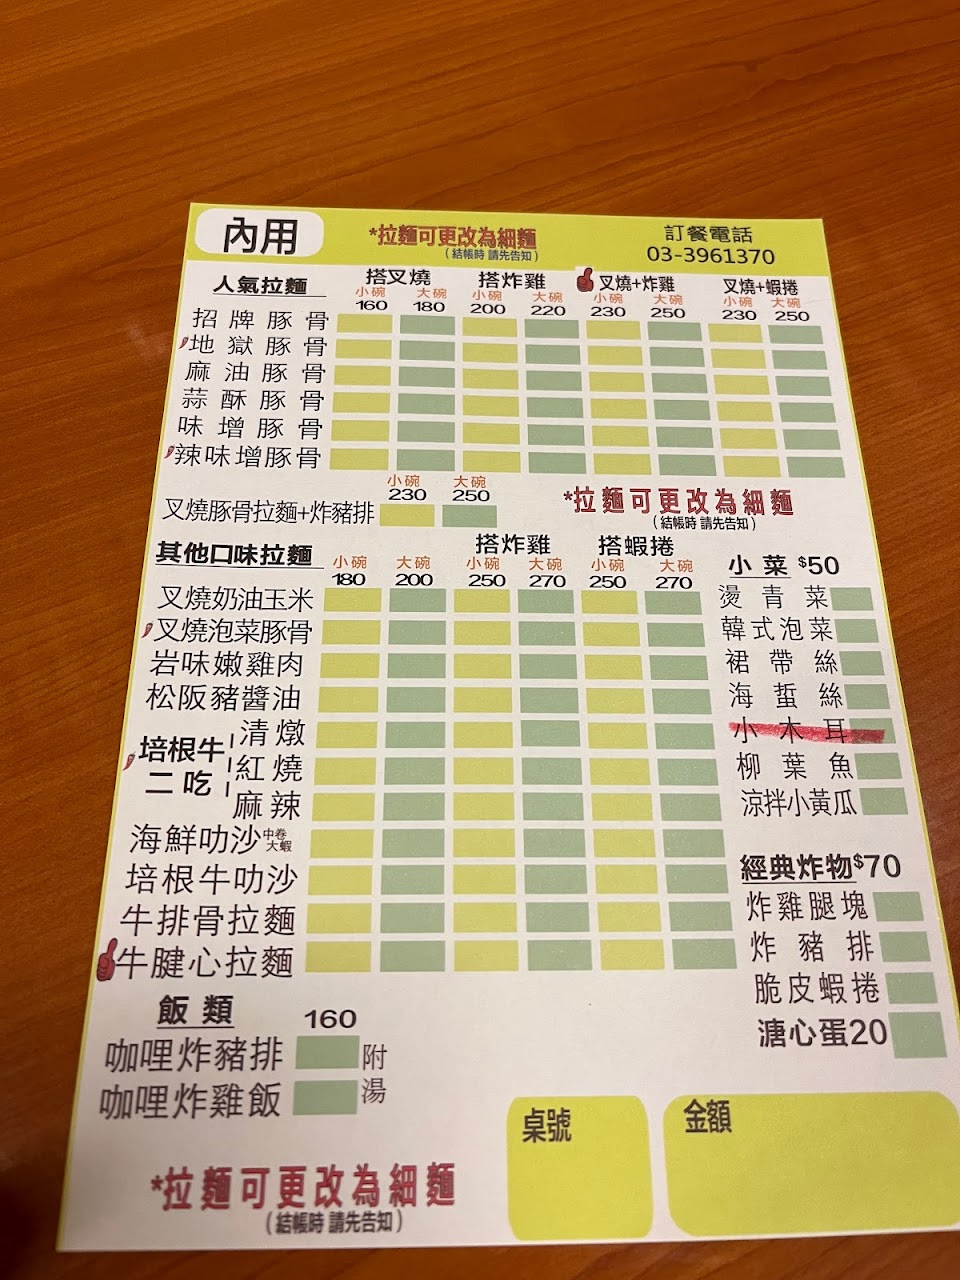 內用
*拉麵可更改為細麵
(結帳時 請先告知)
訂餐電話
03-3961370
人氣拉麵 搭叉燒 搭炸雞 叉燒+炸雞 叉燒+蝦捲
小碗 大碗 小碗 大碗 小碗 大碗 小碗 大碗
160 180 200 220 230 250 230 250
招牌豚骨
地獄豚骨
麻油豚骨
蒜酥豚骨
味增豚骨
辣味增豚骨
小碗 大碗
230 250
叉燒豚骨拉麵+炸豬排
*拉麵可更改為細麵
(結帳時 請先告知)
其他口味拉麵 搭炸雞 搭蝦捲
小碗 大碗 小碗 大碗 小碗 大碗
180 200 250 270 250 270
叉燒奶油玉米
叉燒泡菜豚骨
岩味嫩雞肉
松阪豬醬油
培根牛二吃
清燉
紅燒
麻辣
海鮮叻沙 中卷大蝦
培根牛叻沙
牛排骨拉麵
牛腱心拉麵
小菜 $50
燙青菜
韓式泡菜
裙帶絲
海蜇絲
小木耳
柳葉魚
涼拌小黃瓜
經典炸物$70
炸雞腿塊
炸豬排
脆皮蝦捲
溏心蛋20
飯類 160
咖哩炸豬排
咖哩炸雞飯
附湯
桌號
金額
*拉麵可更改為細麵
(結帳時 請先告知)